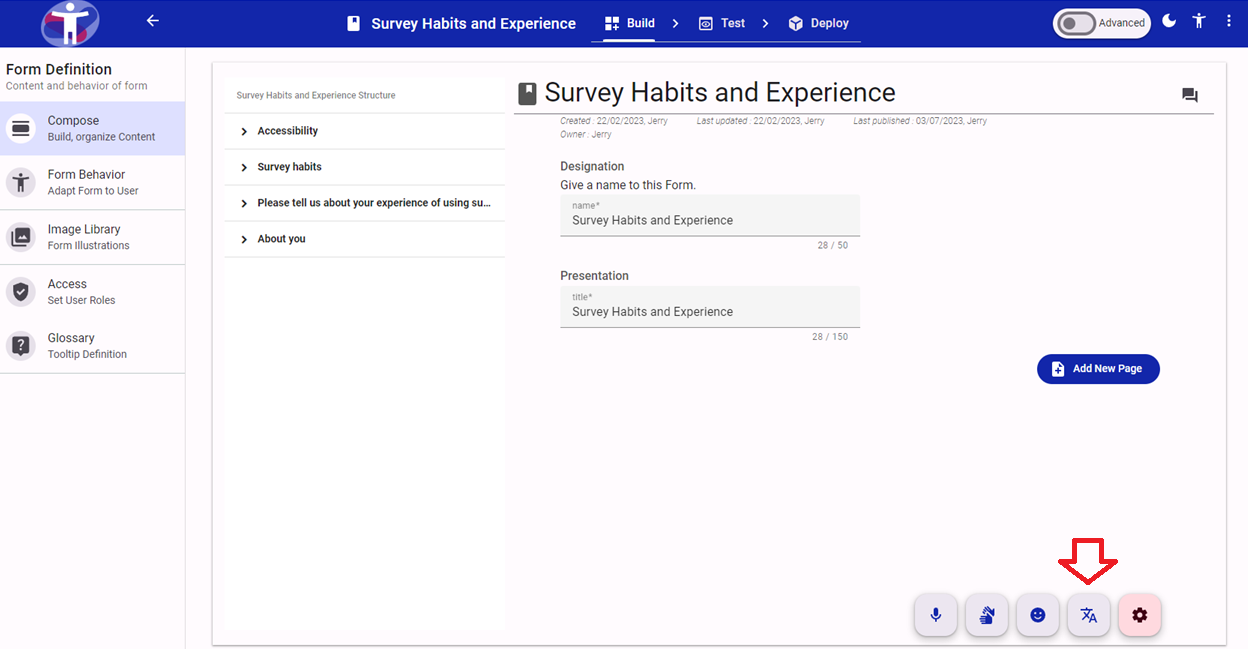 Survey Habits and Experience
Build
Test
Deploy
Advanced
Form Definition
Content and behavior of form
Compose
Build, organize Content
Form Behavior
Adapt Form to User
Image Library
Form Illustrations
Access
Set User Roles
Glossary
Tooltip Definition
Survey Habits and Experience Structure
Accessibility
Survey habits
Please tell us about your experience of using su...
About you
Survey Habits and Experience
Created : 22/02/2023, Jerry Last updated : 22/02/2023, Jerry Last published : 03/07/2023, Jerry
Owner : Jerry
Designation
Give a name to this Form.
name*
Survey Habits and Experience
28 / 50
Presentation
title*
Survey Habits and Experience
28 / 150
Add New Page